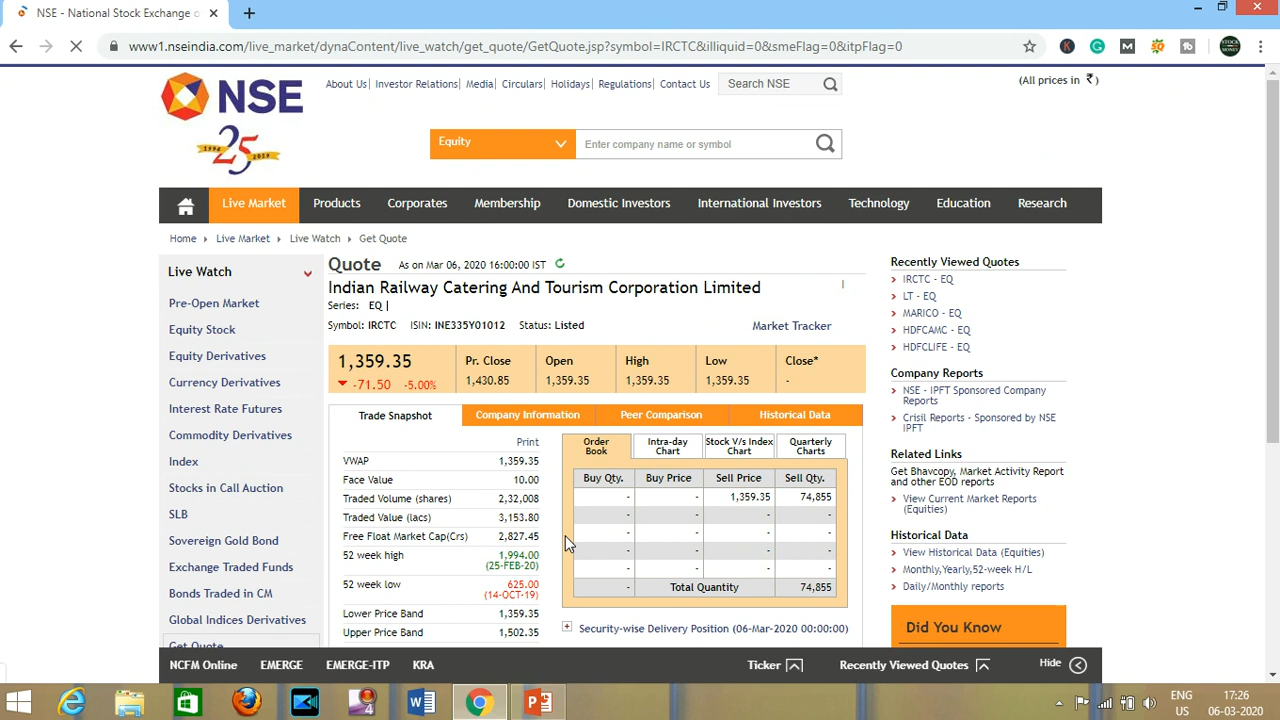 NSE - National Stock Exchange o
www1.nseindia.com/live_market/dynaContent/live_watch/get_quote/GetQuote.jsp?symbol=IRCTC&illiquid=0&smeFlag=0&itpFlag=0
NSE
25
1994 2019
About Us| Investor Relations| Media| Circulars| Holidays| Regulations| Contact Us
Search NSE
(All prices in ₹)
Equity
Enter company name or symbol
Live Market Products Corporates Membership Domestic Investors International Investors Technology Education Research
Home Live Market Live Watch Get Quote
Live Watch
Pre-Open Market
Equity Stock
Equity Derivatives
Currency Derivatives
Interest Rate Futures
Commodity Derivatives
Index
Stocks in Call Auction
SLB
Sovereign Gold Bond
Exchange Traded Funds
Bonds Traded in CM
Global Indices Derivatives
Get Quote
Quote As on Mar 06, 2020 16:00:00 IST
Indian Railway Catering And Tourism Corporation Limited
Series: EQ |
Symbol: IRCTC ISIN: INE335Y01012 Status: Listed Market Tracker
1,359.35 Pr. Close Open High Low Close*
-71.50 -5.00% 1,430.85 1,359.35 1,359.35 1,359.35 -
Trade Snapshot Company Information Peer Comparison Historical Data
Print
VWAP 1,359.35
Face Value 10.00
Traded Volume (shares) 2,32,008
Traded Value (lacs) 3,153.80
Free Float Market Cap(Crs) 2,827.45
52 week high 1,994.00
(25-FEB-20)
52 week low 625.00
(14-OCT-19)
Lower Price Band 1,359.35
Upper Price Band 1,502.35
Order Book Intra-day Chart Stock V/s Index Chart Quarterly Charts
Buy Qty. Buy Price Sell Price Sell Qty.
- - 1,359.35 74,855
- - - -
- - - -
- - - -
- - - -
- Total Quantity 74,855
Security-wise Delivery Position (06-Mar-2020 00:00:00)
Recently Viewed Quotes
IRCTC - EQ
LT - EQ
MARICO - EQ
HDFCAMC - EQ
HDFCLIFE - EQ
Company Reports
NSE - IPFT Sponsored Company
Reports
Crisil Reports - Sponsored by NSE
IPFT
Related Links
Get Bhavcopy, Market Activity Report
and other EOD reports
View Current Market Reports
(Equities)
Historical Data
View Historical Data (Equities)
Monthly,Yearly,52-week H/L
Daily/Monthly reports
Did You Know
NCFM Online EMERGE EMERGE-ITP KRA Ticker Recently Viewed Quotes Hide
ENG
US
17:26
06-03-2020